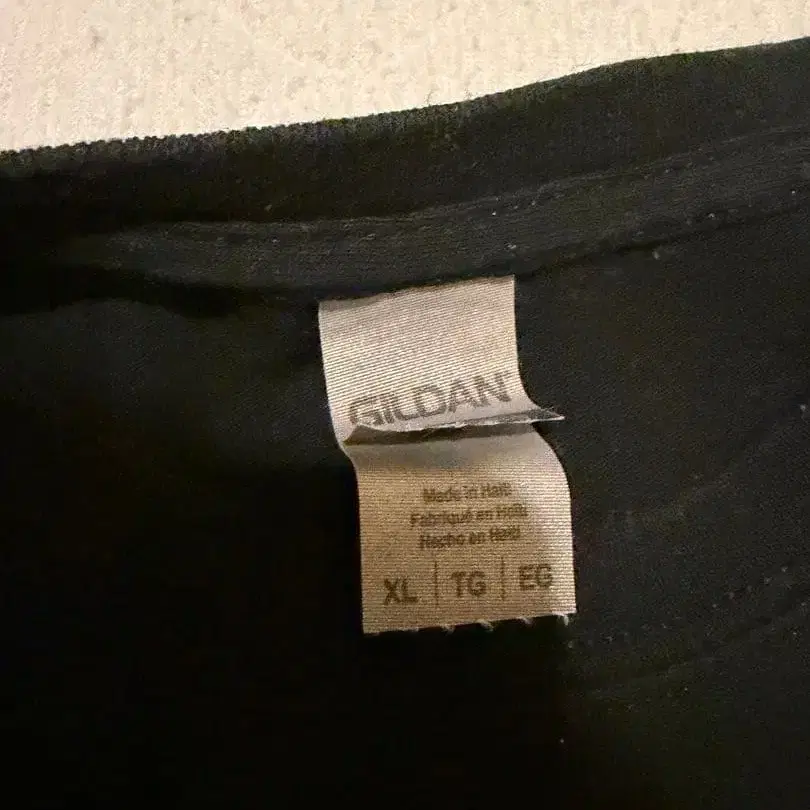 GILDAN
Made in Haiti
Fabriqué en Haïti
Hecho en Haití
XL | TG | EG